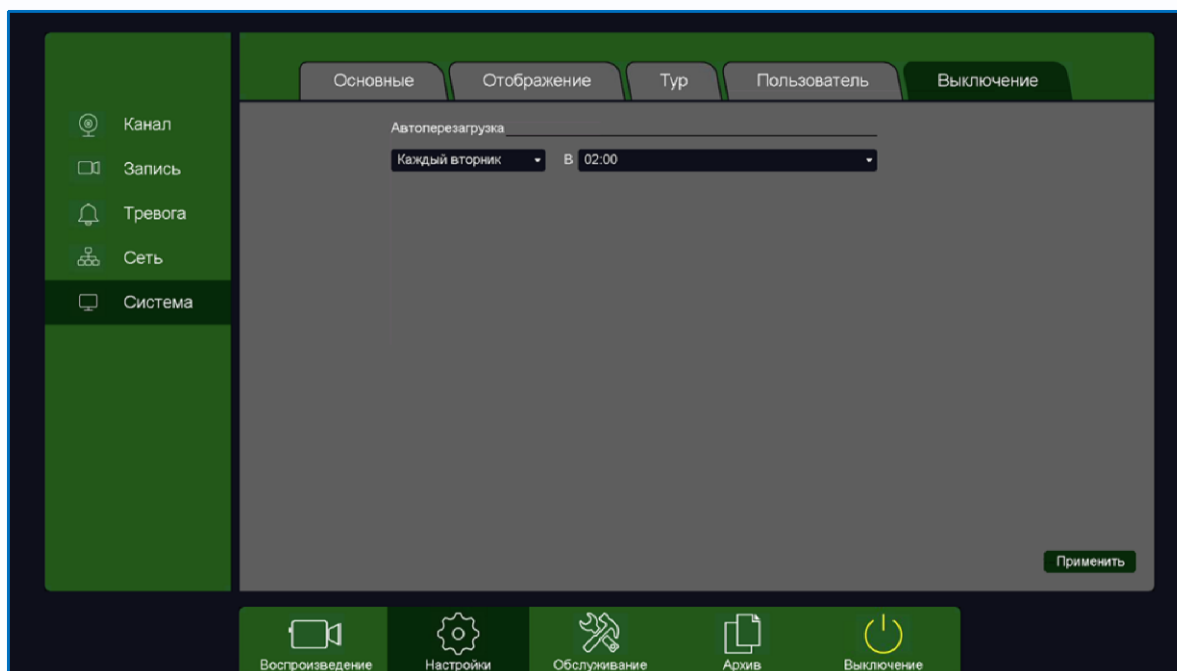 Основные Отображение Тур Пользователь Выключение
Канал
Запись
Тревога
Сеть
Система
Автоперезагрузка
Каждый вторник В 02:00
Применить
Воспроизведение Настройки Обслуживание Архив Выключение